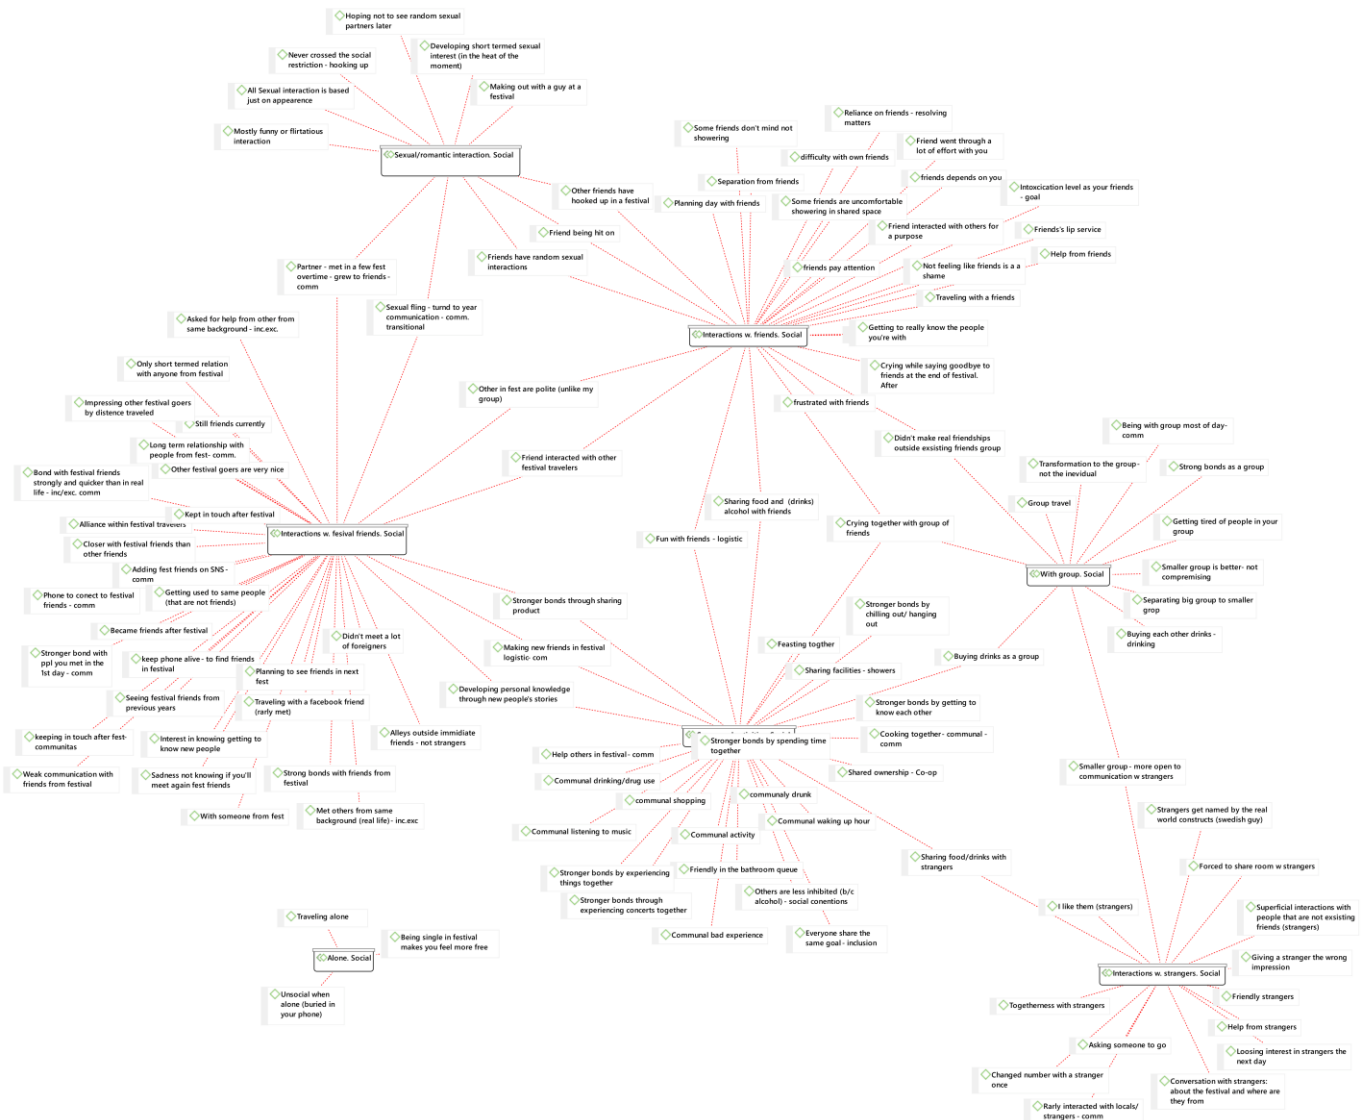 Hoping not to see random sexual
partners later
Developing short termed sexual
interest (in the heat of the
moment)
Never crossed the social
restriction - hooking up
All Sexual interaction is based
just on appearence
Making out with a guy at a
festival
Mostly funny or flirtatious
interaction
Sexual/romantic interaction. Social
Some friends don't mind not
showering
Reliance on friends - resolving
matters
Friend went through a
lot of effort with you
difficulty with own friends
Separation from friends
friends depends on you
Intoxcication level as your friends
- goal
Other friends have
hooked up in a festival
Planning day with friends
Some friends are uncomfortable
showering in shared space
Friend being hit on
Friend interacted with others for
a purpose
Friends's lip service
Help from friends
Friends have random sexual
interactions
friends pay attention
Not feeling like friends is a a
shame
Traveling with a friends
Partner - met in a few fest
overtime - grew to friends -
comm
Sexual fling - turnd to year
communication - comm.
transitional
Asked for help from other from
same background - inc.exc.
Interactions w. friends. Social
Getting to really know the people
you're with
Only short termed relation
with anyone from festival
Crying while saying goodbye to
friends at the end of festival.
After
Other in fest are polite (unlike my
group)
frustrated with friends
Impressing other festival goers
by distence traveled
Still friends currently
Long term relationship with
people from fest- comm.
Didn't make real friendships
outside exsisting friends group
Being with group most of day-
comm
Bond with festival friends
strongly and quicker than in real
life - inc/exc. comm
Other festival goers are very nice
Friend interacted with other
festival travelers
Transformation to the group-
not the inevidual
Strong bonds as a group
Group travel
Sharing food and (drinks)
alcohol with friends
Kept in touch after festival
Alliance within festival travelers
Interactions w. fesival friends. Social
Fun with friends - logistic
Crying together with group of
friends
Getting tired of people in your
group
Closer with festival friends than
other friends
Adding fest friends on SNS -
comm
With group. Social
Smaller group is better- not
compremising
Phone to conect to festival
friends - comm
Getting used to same people
(that are not friends)
Stronger bonds through sharing
product
Stronger bonds by
chilling out/ hanging
out
Separating big group to smaller
grop
Became friends after festival
Didn't meet a lot
of foreigners
Making new friends in festival
logistic- com
Feasting togther
Buying each other drinks -
drinking
Stronger bond with
ppl you met in the
1st day - comm
keep phone alive - to find friends
in festival
Planning to see friends in next
fest
Sharing facilities - showers
Buying drinks as a group
Seeing festival friends from
previous years
Traveling with a facebook friend
(rarly met)
Developing personal knowledge
through new people's stories
Stronger bonds by getting to
know each other
keeping in touch after fest-
communitas
Interest in knowing getting to
know new people
Alleys outside immidiate
friends - not strangers
Stronger bonds by spending time
together
Cooking together - communal -
comm
Help others in festival - comm
Weak communication with
friends from festival
Sadness not knowing if you'll
meet again fest friends
Strong bonds with friends from
festival
Communal drinking/drug use
Shared ownership - Co-op
Smaller group - more open to
communication w strangers
communal shopping
communaly drunk
With someone from fest
Met others from same
background (real life) - inc.exc
Communal listening to music
Communal activity
Communal waking up hour
Strangers get named by the real
world constructs (swedish guy)
Sharing food/drinks with
strangers
Stronger bonds by experiencing
things together
Friendly in the bathroom queue
Forced to share room w strangers
Stronger bonds through
experiencing concerts together
Others are less inhibited (b/c
alcohol) - social conentions
I like them (strangers)
Superficial interactions with
people that are not exsisting
friends (strangers)
Traveling alone
Being single in festival
makes you feel more free
Communal bad experience
Everyone share the
same goal - inclusion
Alone. Social
Interactions w. strangers. Social
Giving a stranger the wrong
impression
Unsocial when
alone (buried in
your phone)
Togetherness with strangers
Friendly strangers
Help from strangers
Asking someone to go
Loosing interest in strangers the
next day
Changed number with a stranger
once
Conversation with strangers:
about the festival and where are
they from
Rarly interacted with locals/
strangers - comm